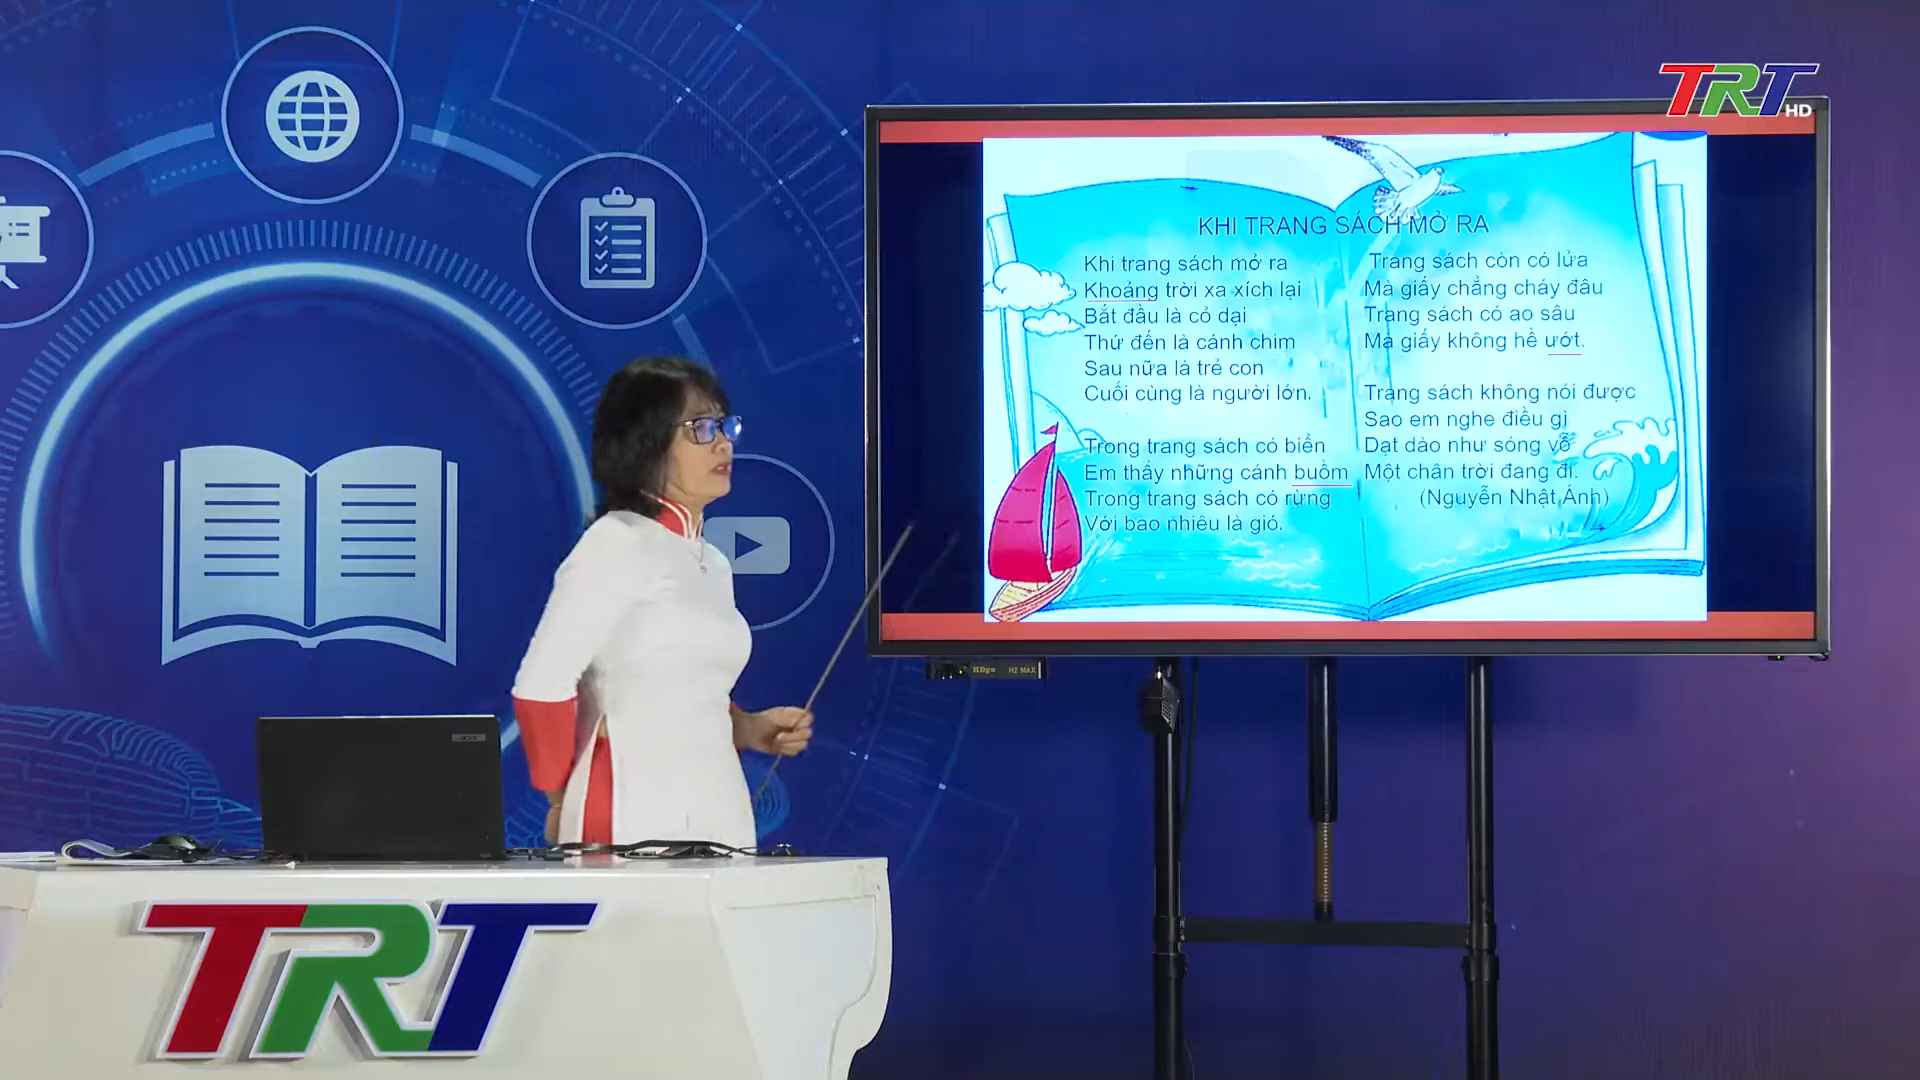 TRT HD
KHI TRANG SÁCH MỞ RA
Khi trang sách mở ra
Khoảng trời xa xích lại
Bắt đầu là cỏ dại
Thứ đến là cánh chim
Sau nữa là trẻ con
Cuối cùng là người lớn.
Trong trang sách có biển
Em thấy những cánh buồm
Trong trang sách có rừng
Với bao nhiêu là gió.
Trang sách còn có lửa
Mà giấy chẳng cháy đâu
Trang sách có ao sâu
Mà giấy không hề ướt.
Trang sách không nói được
Sao em nghe điều gì
Dạt dào như sóng vỗ
Một chân trời đang đi.
(Nguyễn Nhật Ánh)
HDgo H2 MAX
acer
TRT